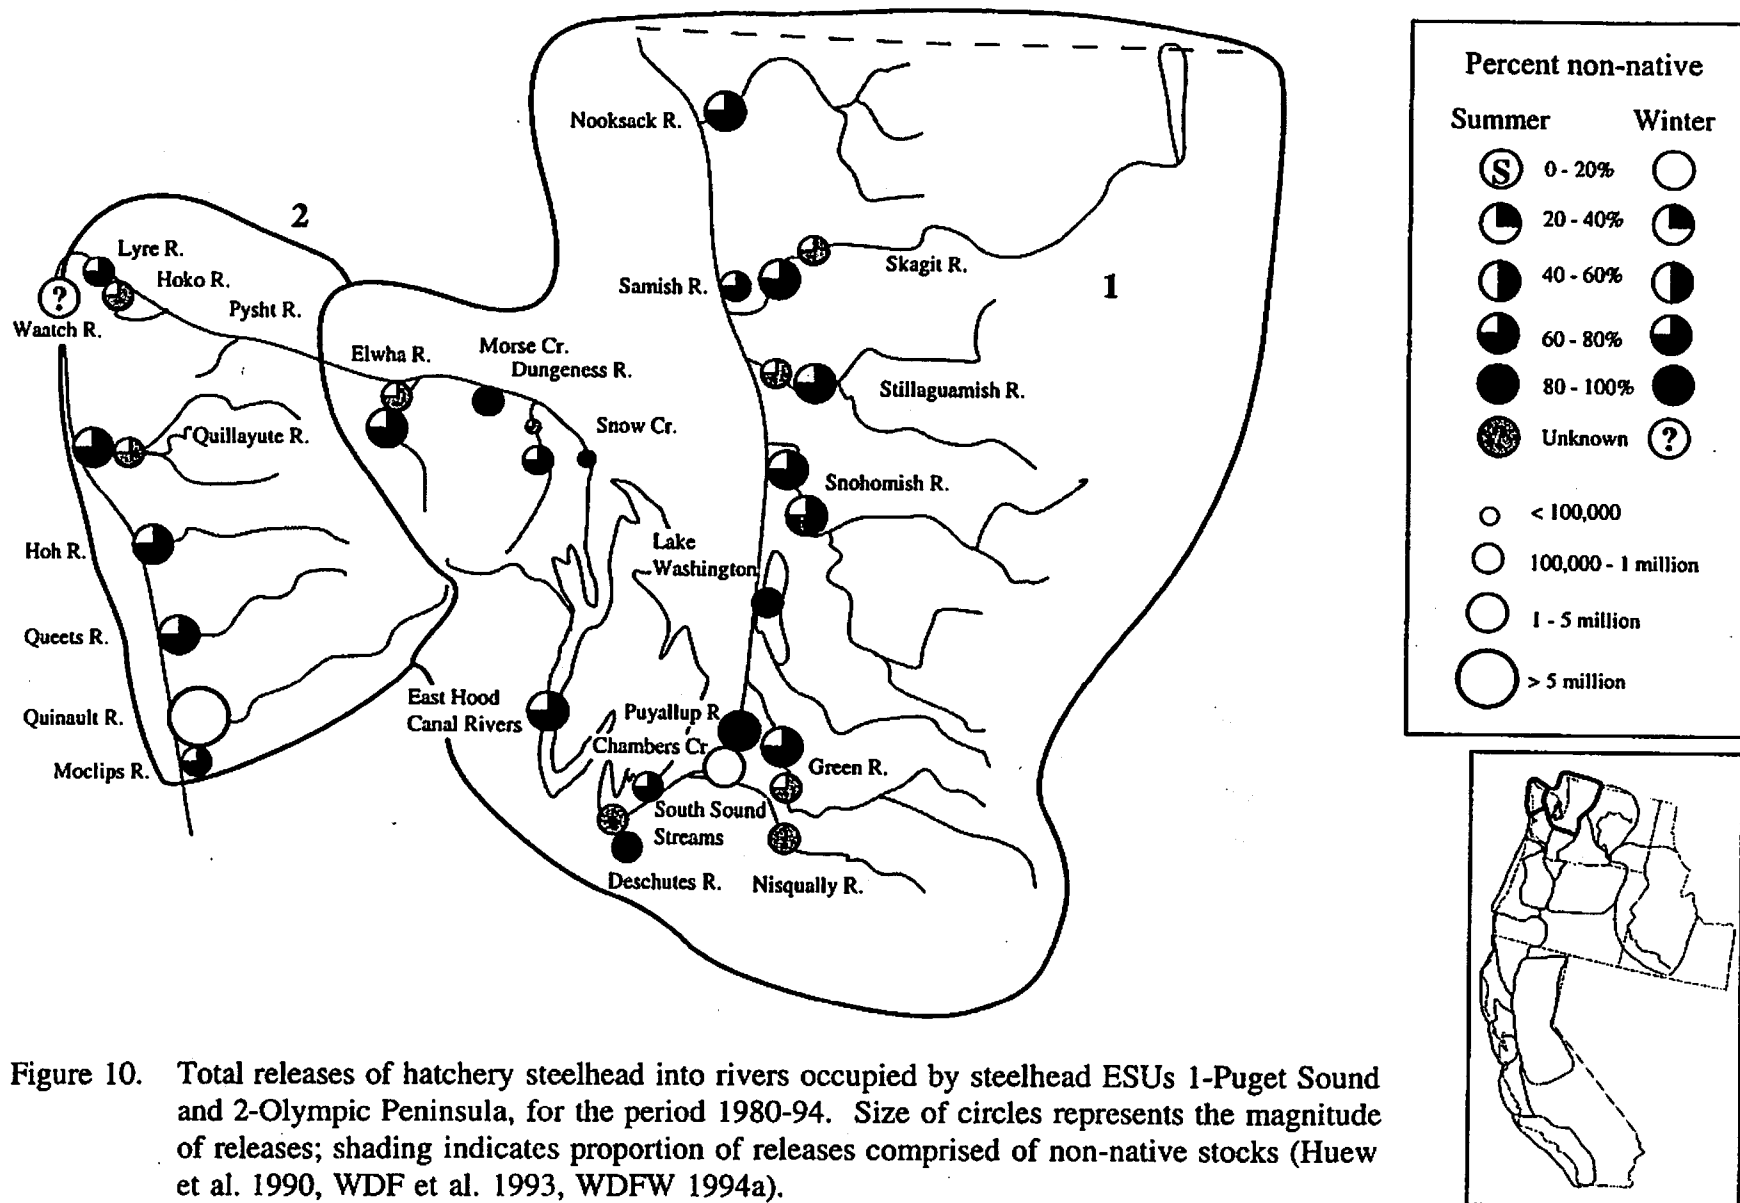 2
1
Nooksack R.
Skagit R.
Samish R.
Lyre R.
Hoko R.
Pysht R.
Waatch R.
Elwha R.
Morse Cr.
Dungeness R.
Snow Cr.
Stillaguamish R.
Quillayute R.
Snohomish R.
Hoh R.
Lake
Washington
Queets R.
Quinault R.
Moclips R.
East Hood
Canal Rivers
Puyallup R
Chambers Cr.
Green R.
South Sound
Streams
Deschutes R.
Nisqually R.
?
Percent non-native
Summer Winter
S 0 - 20%
20 - 40%
40 - 60%
60 - 80%
80 - 100%
Unknown ?
< 100,000
100,000 - 1 million
1 - 5 million
> 5 million
Figure 10. Total releases of hatchery steelhead into rivers occupied by steelhead ESUs 1-Puget Sound
and 2-Olympic Peninsula, for the period 1980-94. Size of circles represents the magnitude
of releases; shading indicates proportion of releases comprised of non-native stocks (Huew
et al. 1990, WDF et al. 1993, WDFW 1994a).